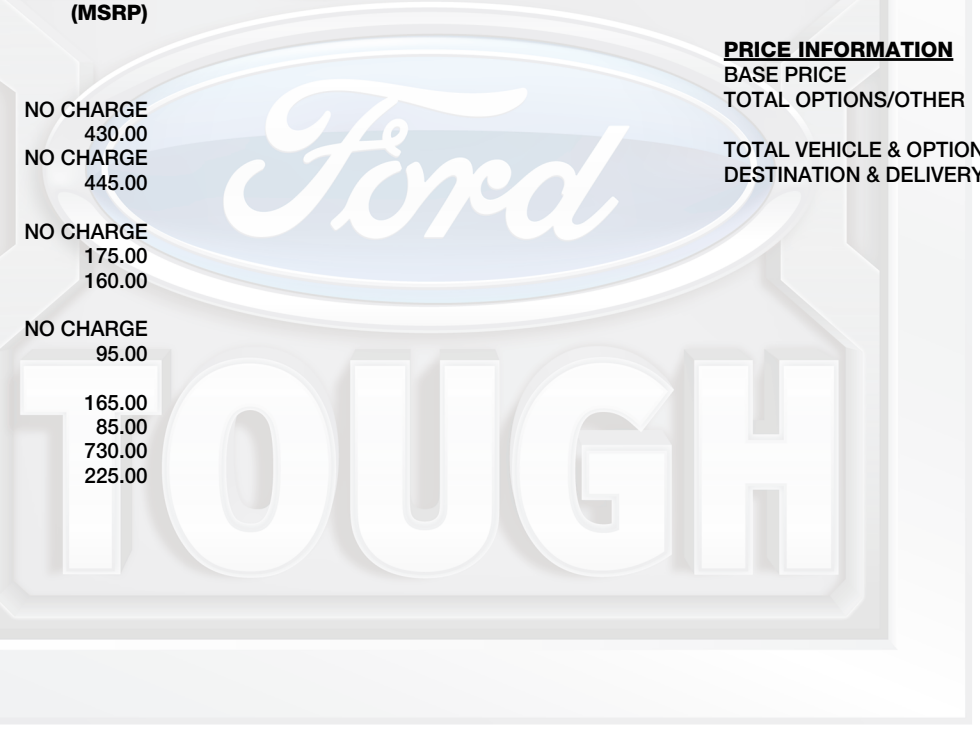 (MSRP)
NO CHARGE
430.00
NO CHARGE
445.00
NO CHARGE
175.00
160.00
NO CHARGE
95.00
165.00
85.00
730.00
225.00
PRICE INFORMATION
BASE PRICE
TOTAL OPTIONS/OTHER
TOTAL VEHICLE & OPTION
DESTINATION & DELIVERY
Ford
TOUGH